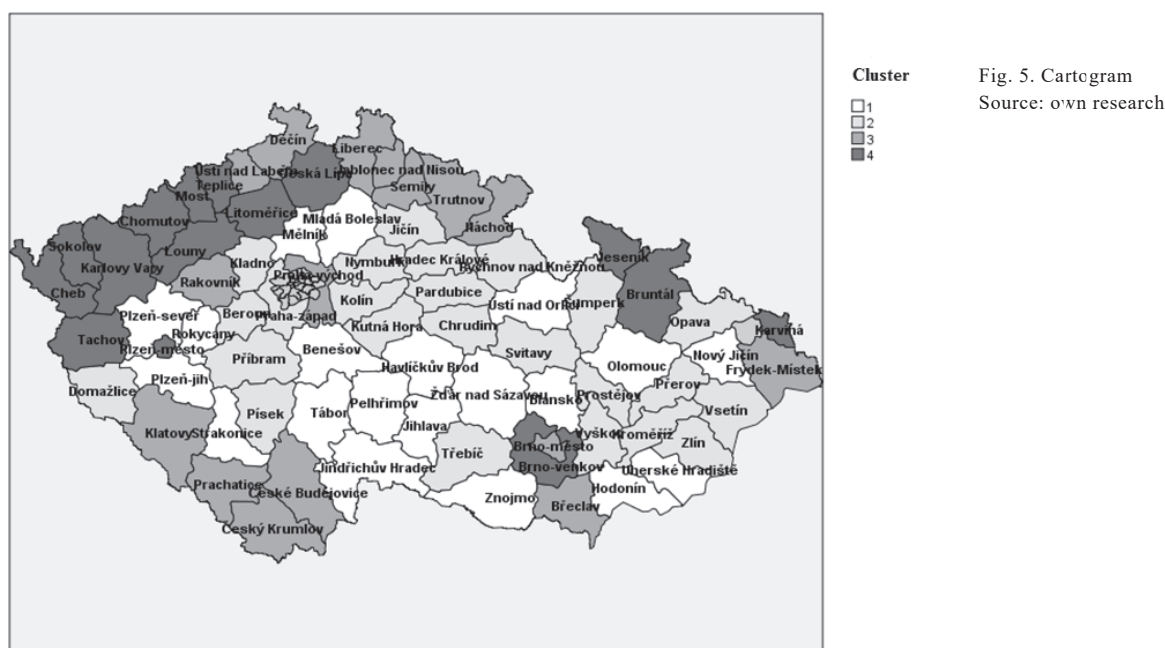 Cluster
1
2
3
4
Fig. 5. Cartogram
Source: own research
Děčín
Liberec
Ústí nad Labem
Česká Lípa
Jablonec nad Nisou
Teplice
Semily
Most
Trutnov
Litoměřice
Chomutov
Mladá Boleslav
Mělník
Jičín
Náchod
Sokolov
Louny
Karlovy Vary
Kladno
Nymburk
Hradec Králové
Rychnov nad Kněžnou
Jeseník
Rakovník
Praha-východ
Cheb
Kolín
Pardubice
Ústí nad Orlicí
Šumperk
Bruntál
Plzeň-sever
Beroun
Praha-západ
Rokycany
Kutná Hora
Chrudim
Opava
Karviná
Tachov
Plzeň-město
Příbram
Benešov
Svitavy
Nový Jičín
Havlíčkův Brod
Olomouc
Frýdek-Místek
Plzeň-jih
Domažlice
Přerov
Žďár nad Sázavou
Blansko
Prostějov
Písek
Tábor
Pelhřimov
Vsetín
Klatovy
Strakonice
Jihlava
Vyškov
Kroměříž
Zlín
Brno-město
Třebíč
Brno-venkov
Jindřichův Hradec
Uherské Hradiště
Prachatice
České Budějovice
Hodonín
Znojmo
Břeclav
Český Krumlov